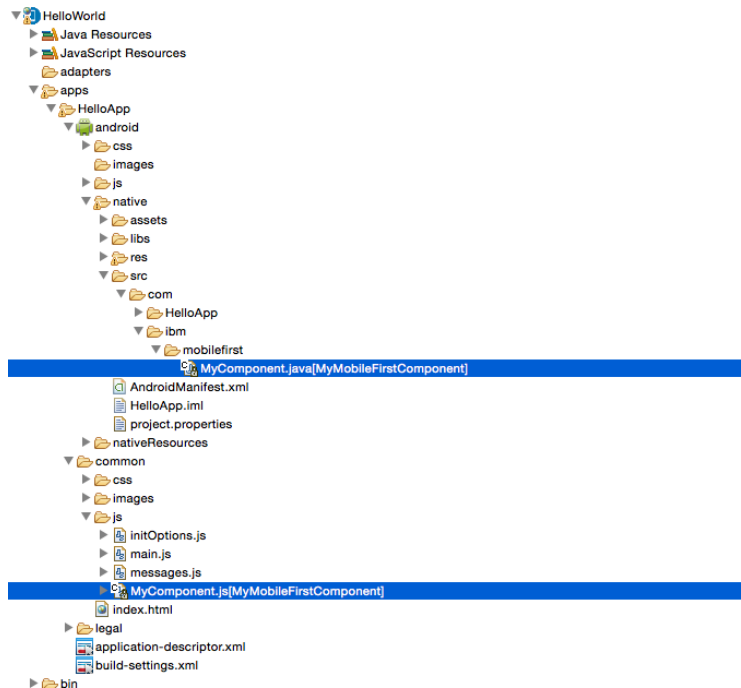 HelloWorld
Java Resources
JavaScript Resources
adapters
apps
HelloApp
android
css
images
js
native
assets
libs
res
src
com
HelloApp
ibm
mobilefirst
MyComponent.java[MyMobileFirstComponent]
AndroidManifest.xml
HelloApp.iml
project.properties
nativeResources
common
css
images
js
initOptions.js
main.js
messages.js
MyComponent.js[MyMobileFirstComponent]
index.html
legal
application-descriptor.xml
build-settings.xml
bin